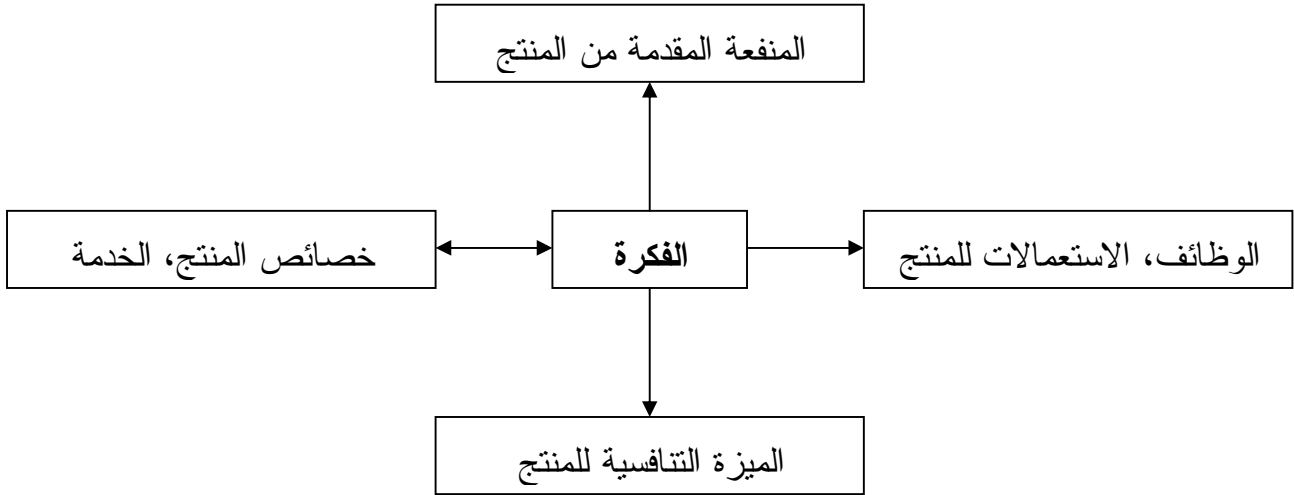 المنفعة المقدمة من المنتج
الوظائف، الاستعمالات للمنتج
الفكرة
خصائص المنتج، الخدمة
الميزة التنافسية للمنتج